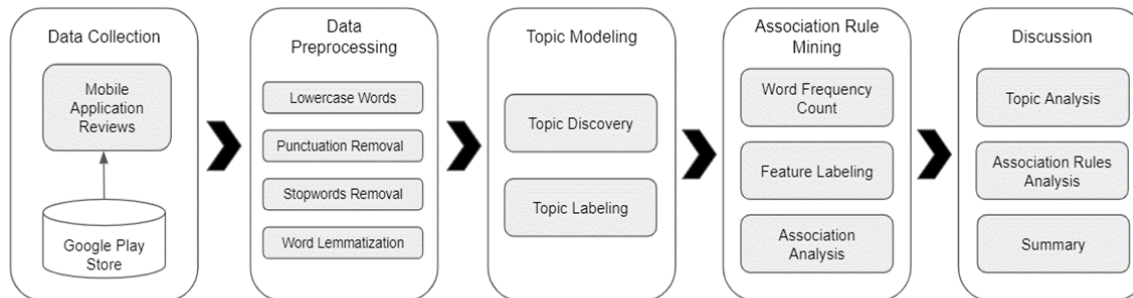 Data Collection
Mobile
Application
Reviews
Google Play
Store
Data
Preprocessing
Lowercase Words
Punctuation Removal
Stopwords Removal
Word Lemmatization
Topic Modeling
Topic Discovery
Topic Labeling
Association Rule
Mining
Word Frequency
Count
Feature Labeling
Association
Analysis
Discussion
Topic Analysis
Association Rules
Analysis
Summary